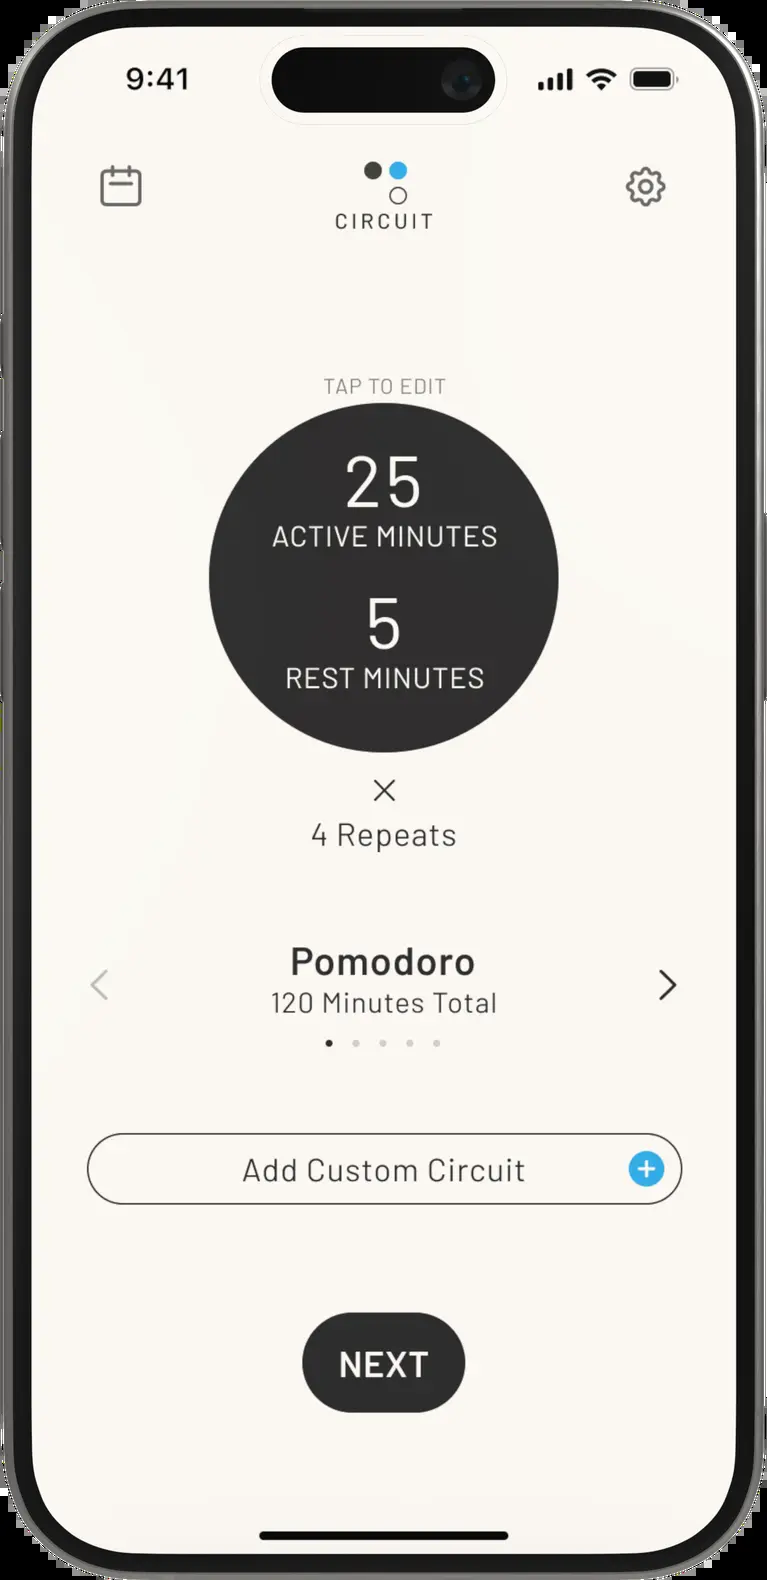 9:41
CIRCUIT
TAP TO EDIT
25
ACTIVE MINUTES
5
REST MINUTES
4 Repeats
Pomodoro
120 Minutes Total
Add Custom Circuit
NEXT